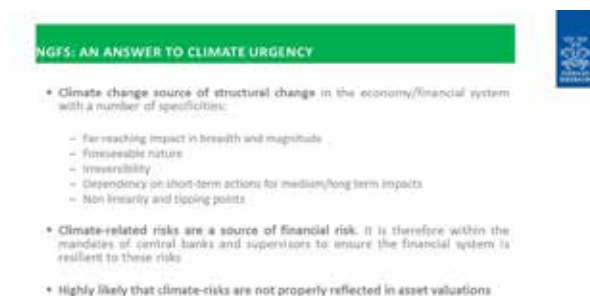 NGFS: AN ANSWER TO CLIMATE URGENCY
• Climate change source of structural change in the economy/financial system
with a number of specificities:
– Far-reaching impact in breadth and magnitude
– Foreseeable nature
– Irreversibility
– Dependency on short-term actions for medium/long term impacts
– Non linearity and tipping points
• Climate-related risks are a source of financial risk. It is therefore within the
mandates of central banks and supervisors to ensure the financial system is
resilient to these risks
• Highly likely that climate-risks are not properly reflected in asset valuations